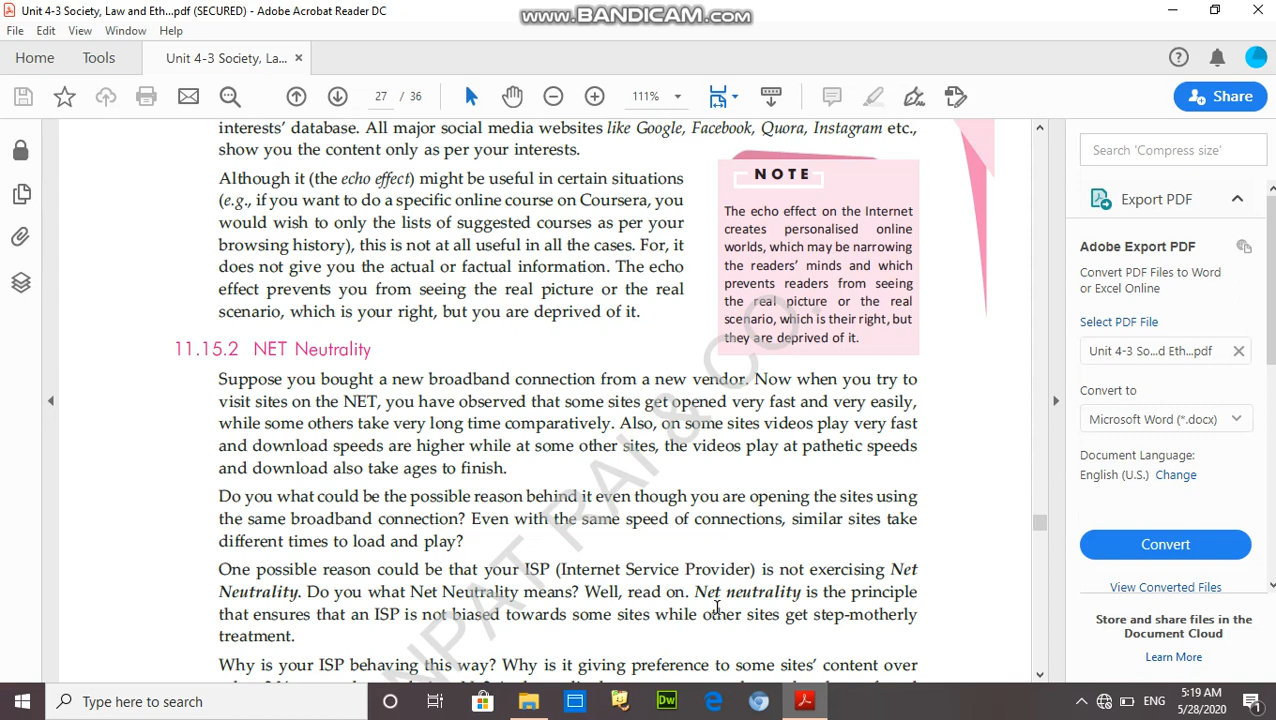 Unit 4-3 Society, Law and Eth...pdf (SECURED) - Adobe Acrobat Reader DC
www.BANDICAM.com
File Edit View Window Help
Home Tools Unit 4-3 Society, La... ×
27 / 36 111% Share
interests' database. All major social media websites like Google, Facebook, Quora, Instagram etc.,
show you the content only as per your interests.
Although it (the echo effect) might be useful in certain situations
(e.g., if you want to do a specific online course on Coursera, you
would wish to only the lists of suggested courses as per your
browsing history), this is not at all useful in all the cases. For, it
does not give you the actual or factual information. The echo
effect prevents you from seeing the real picture or the real
scenario, which is your right, but you are deprived of it.
NOTE
The echo effect on the Internet
creates personalised online
worlds, which may be narrowing
the readers' minds and which
prevents readers from seeing
the real picture or the real
scenario, which is their right, but
they are deprived of it.
11.15.2 NET Neutrality
Suppose you bought a new broadband connection from a new vendor. Now when you try to
visit sites on the NET, you have observed that some sites get opened very fast and very easily,
while some others take very long time comparatively. Also, on some sites videos play very fast
and download speeds are higher while at some other sites, the videos play at pathetic speeds
and download also take ages to finish.
Do you what could be the possible reason behind it even though you are opening the sites using
the same broadband connection? Even with the same speed of connections, similar sites take
different times to load and play?
One possible reason could be that your ISP (Internet Service Provider) is not exercising Net
Neutrality. Do you what Net Neutrality means? Well, read on. Net neutrality is the principle
that ensures that an ISP is not biased towards some sites while other sites get step-motherly
treatment.
Why is your ISP behaving this way? Why is it giving preference to some sites' content over
NPAT RAI & CO.
Search 'Compress size'
Export PDF
Adobe Export PDF
Convert PDF Files to Word
or Excel Online
Select PDF File
Unit 4-3 So...d Eth...pdf ×
Convert to
Microsoft Word (*.docx)
Document Language:
English (U.S.) Change
Convert
View Converted Files
Store and share files in the
Document Cloud
Learn More
Type here to search
Dw
ENG
5:19 AM
5/28/2020
1